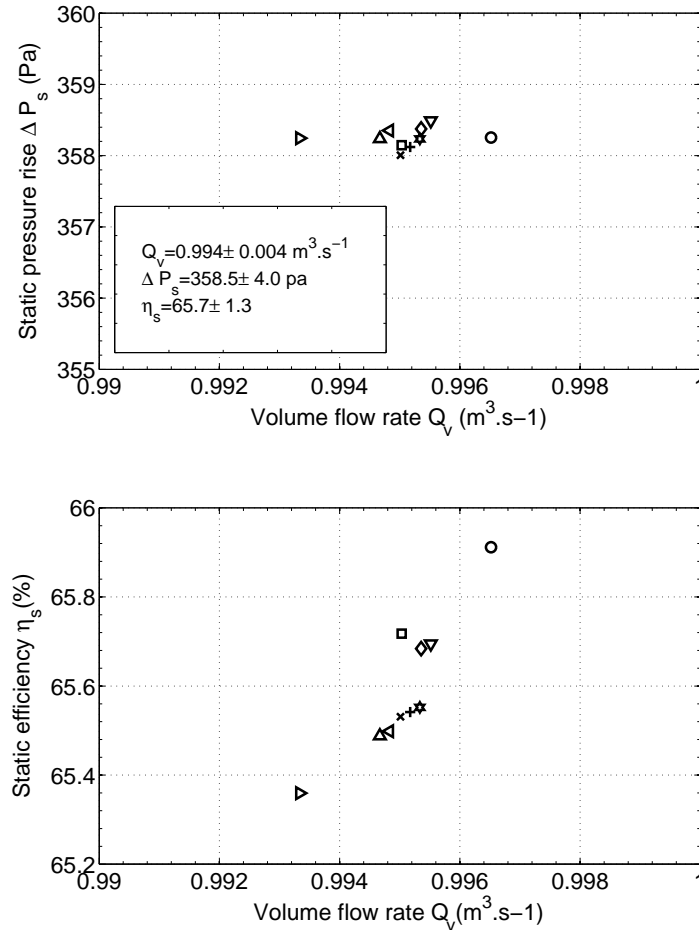 360
359
358
357
356
355
Static pressure rise Δ P_s (Pa)
Q_v=0.994± 0.004 m^3.s^−1
Δ P_s=358.5± 4.0 pa
η_s=65.7± 1.3
0.99 0.992 0.994 0.996 0.998 1
Volume flow rate Q_v (m^3.s−1)
66
65.8
65.6
65.4
65.2
Static efficiency η_s(%)
0.99 0.992 0.994 0.996 0.998 1
Volume flow rate Q_v(m^3.s−1)